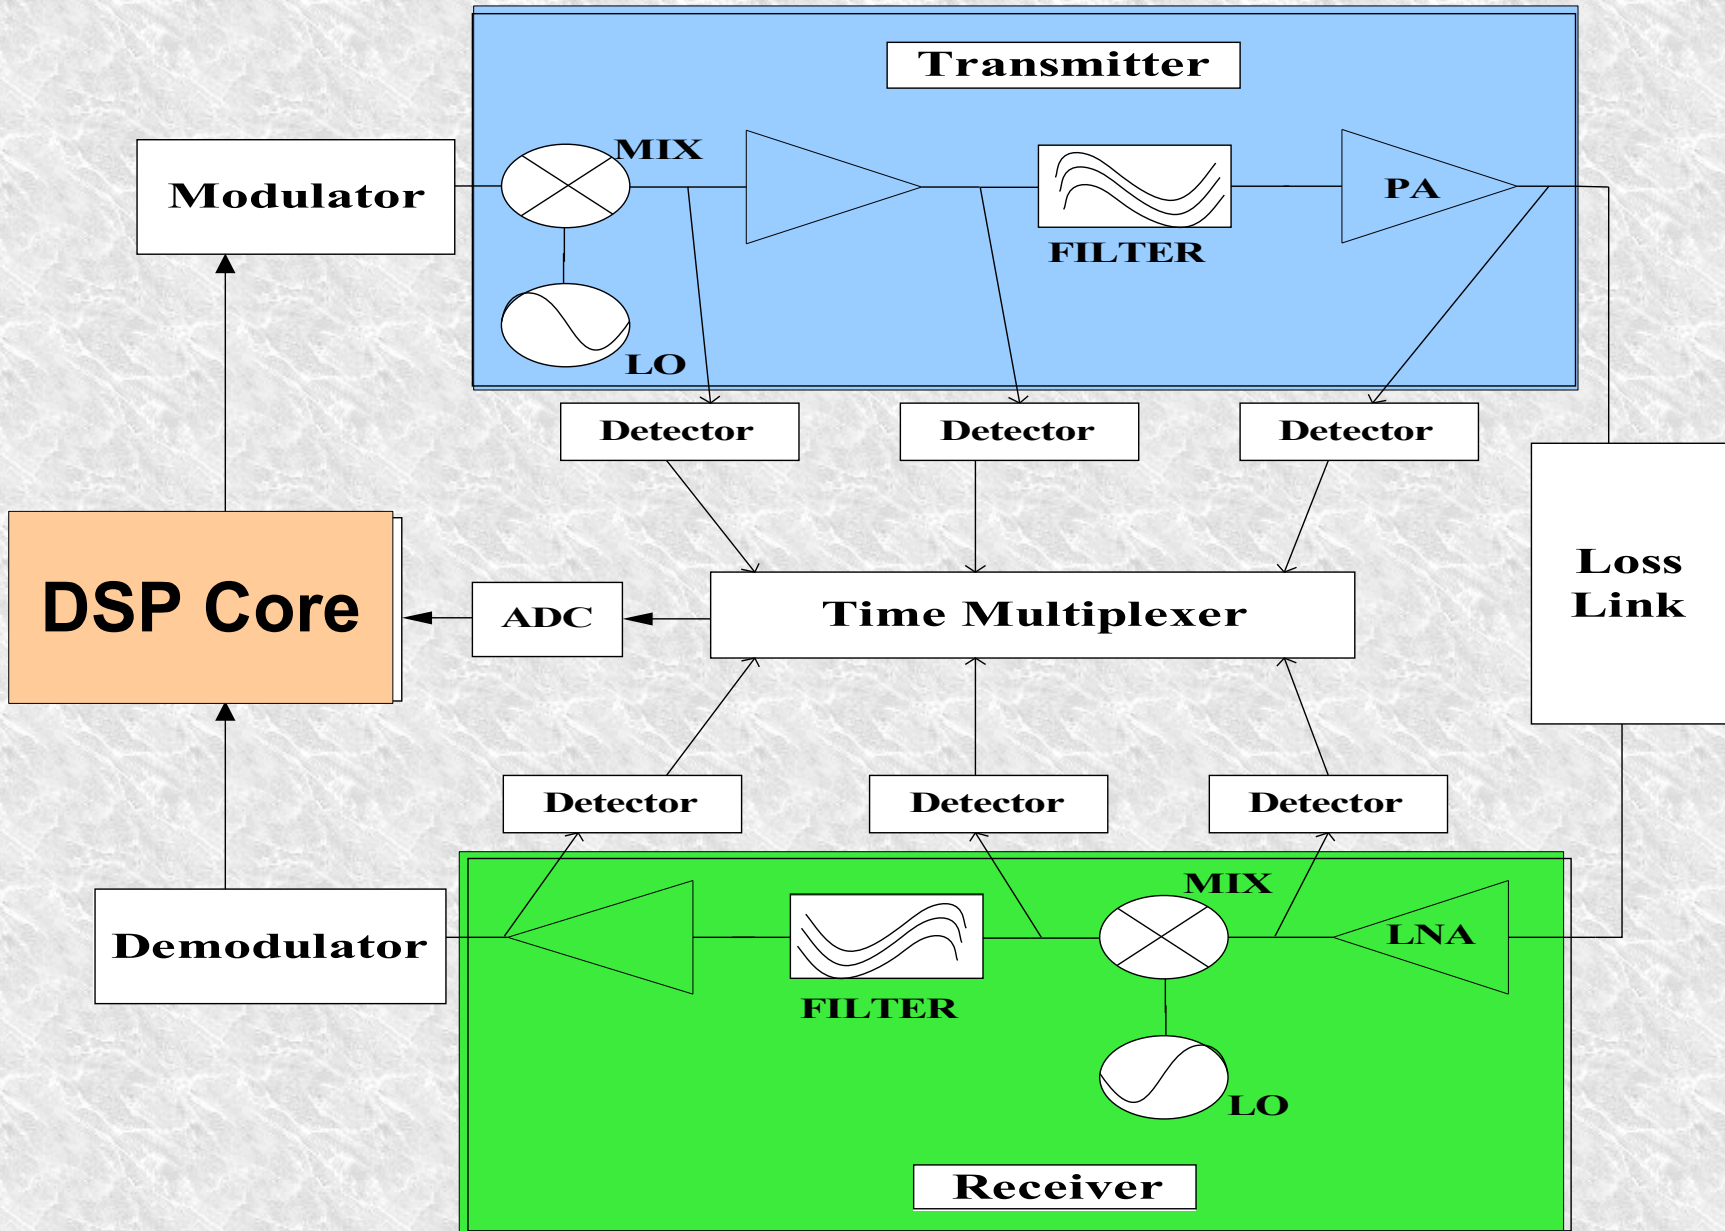 Transmitter
MIX
Modulator
PA
FILTER
LO
Detector
Detector
Detector
Loss
Link
DSP Core
ADC
Time Multiplexer
Detector
Detector
Detector
MIX
LNA
Demodulator
FILTER
LO
Receiver